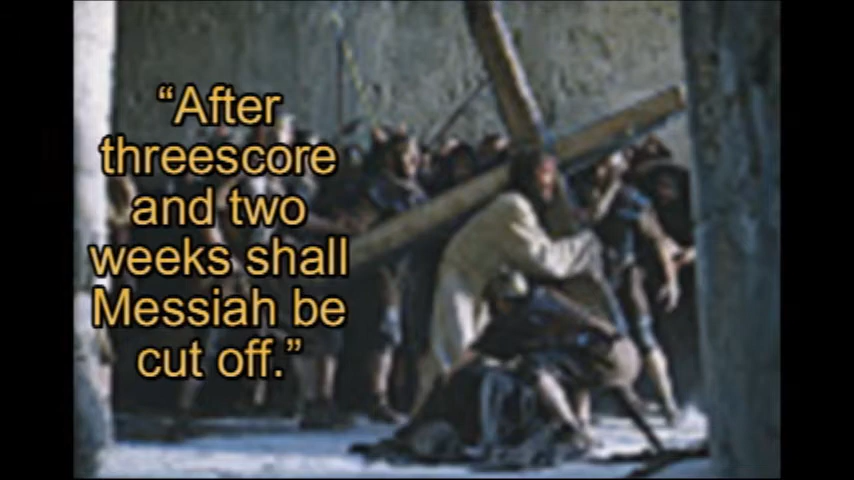 “After
threescore
and two
weeks shall
Messiah be
cut off.”